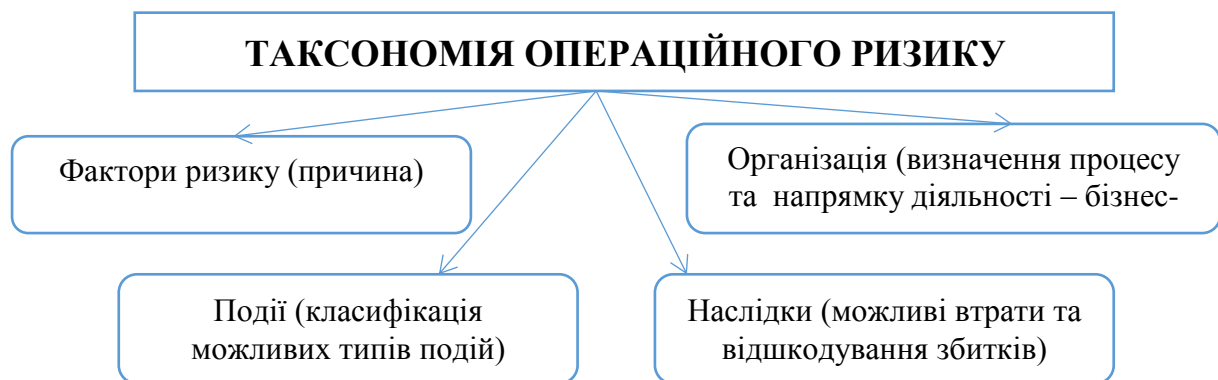 ТАКСОНОМІЯ ОПЕРАЦІЙНОГО РИЗИКУ
Фактори ризику (причина)
Організація (визначення процесу
та напрямку діяльності – бізнес-
Події (класифікація
можливих типів подій)
Наслідки (можливі втрати та
відшкодування збитків)